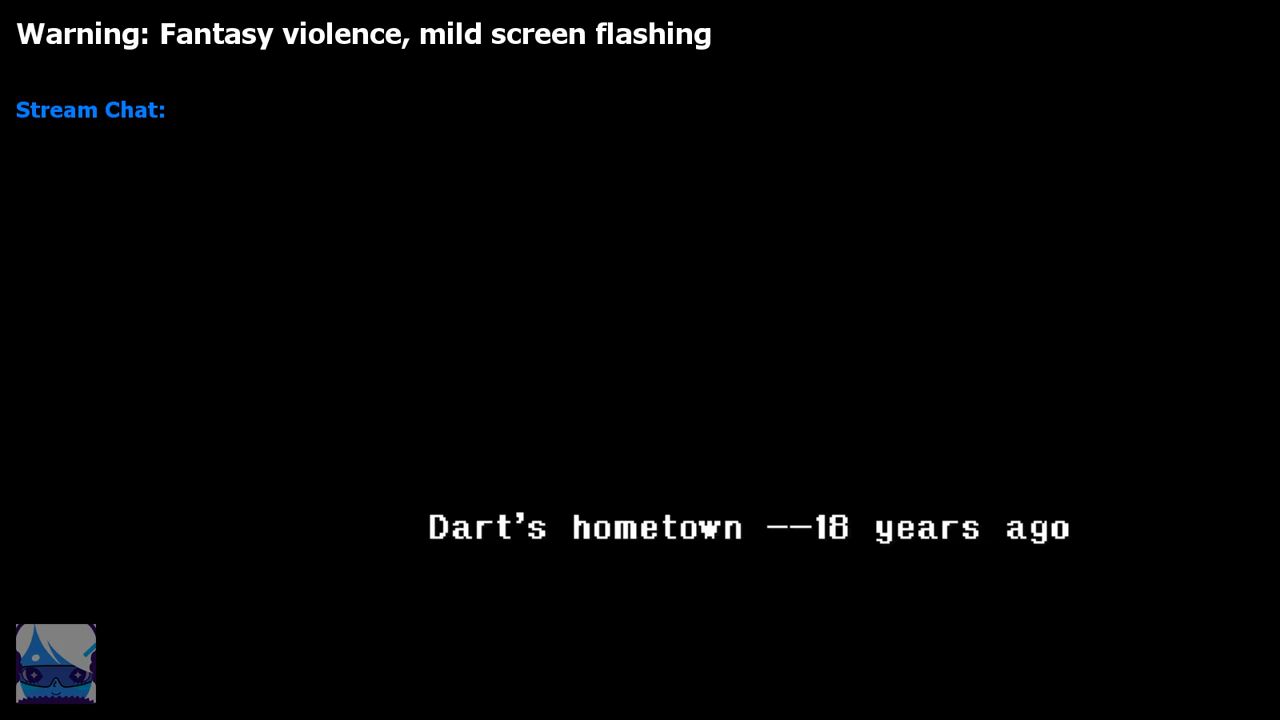 Warning: Fantasy violence, mild screen flashing
Stream Chat:
Dart's hometown --18 years ago